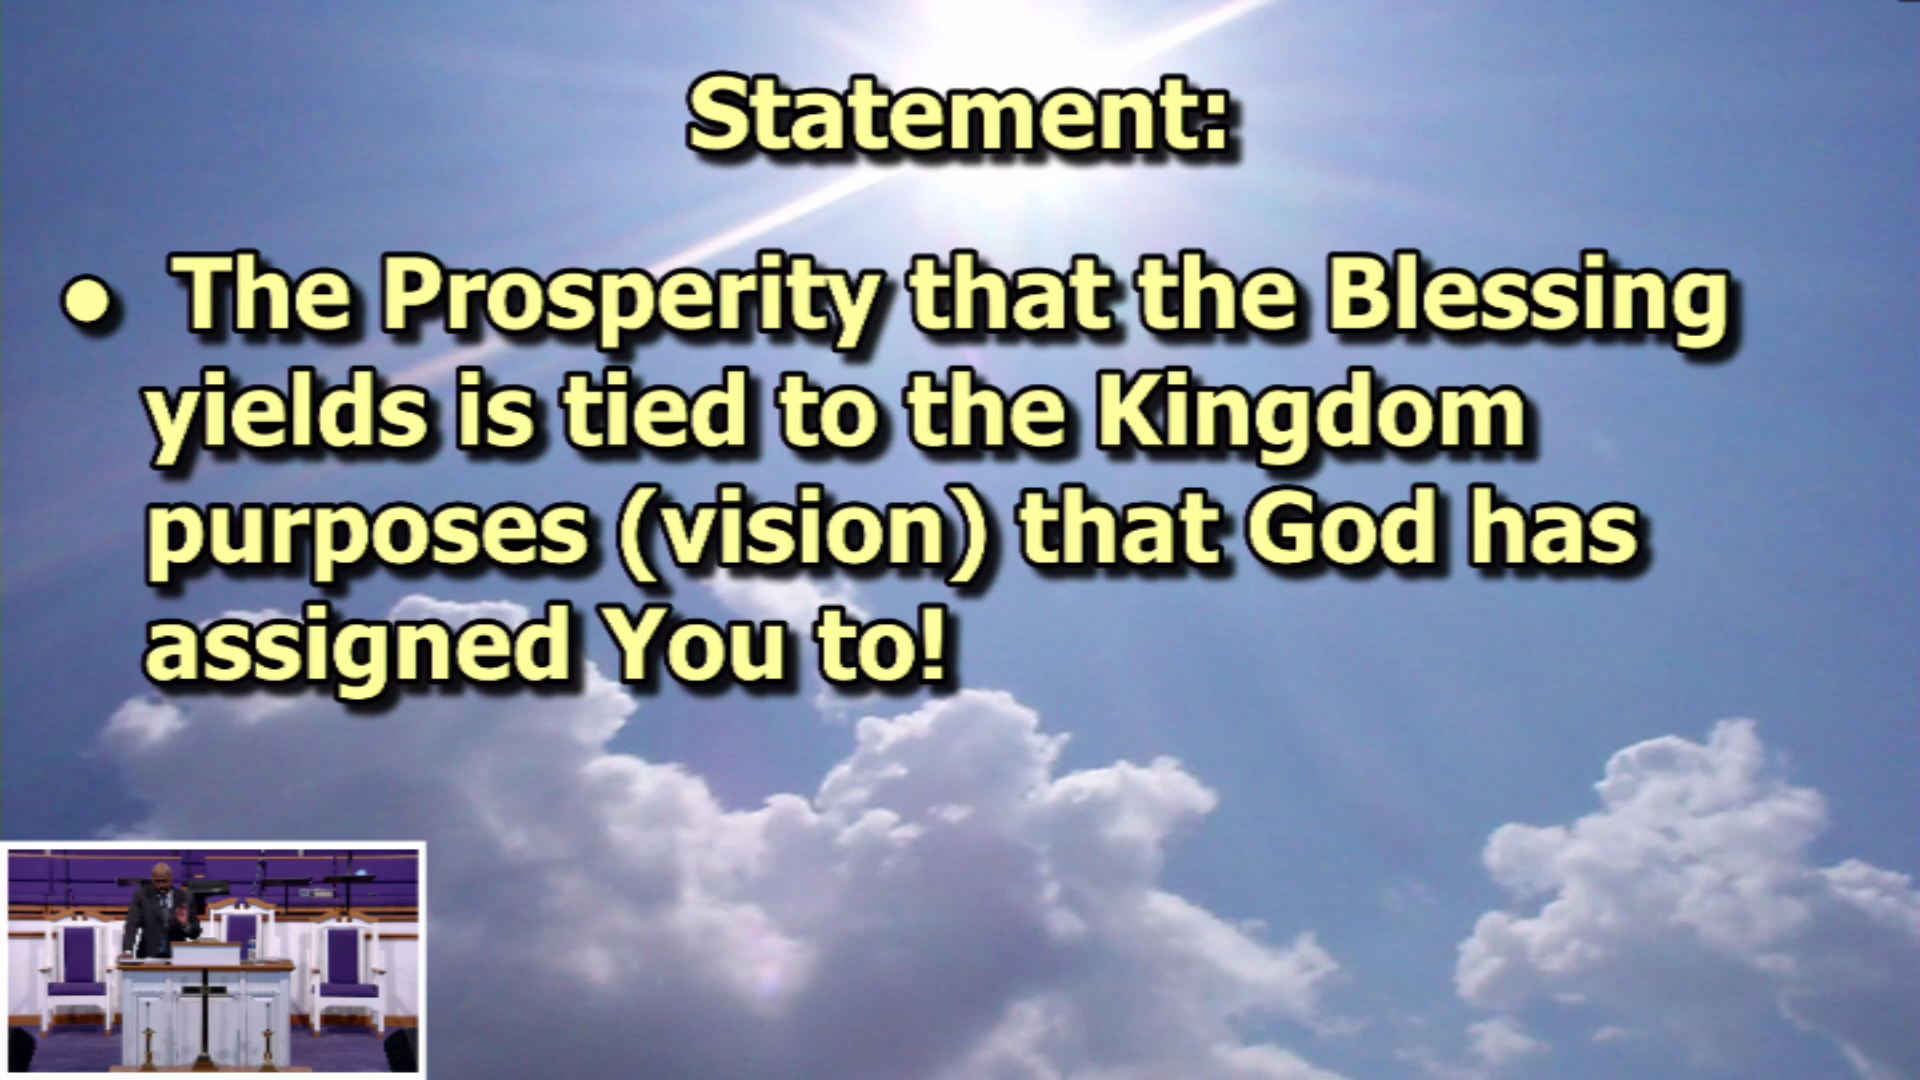 Statement:
• The Prosperity that the Blessing
yields is tied to the Kingdom
purposes (vision) that God has
assigned You to!